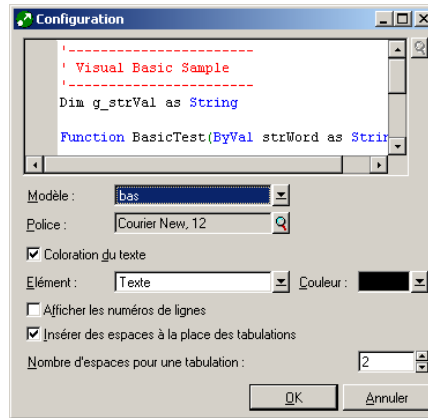 Configuration
'-----------------------
' Visual Basic Sample
'-----------------------
Dim g_strVal as String
Function BasicTest(ByVal strWord as Strin
Modèle : bas
Police : Courier New, 12
Coloration du texte
Elément : Texte Couleur :
Afficher les numéros de lignes
Insérer des espaces à la place des tabulations
Nombre d'espaces pour une tabulation : 2
OK Annuler